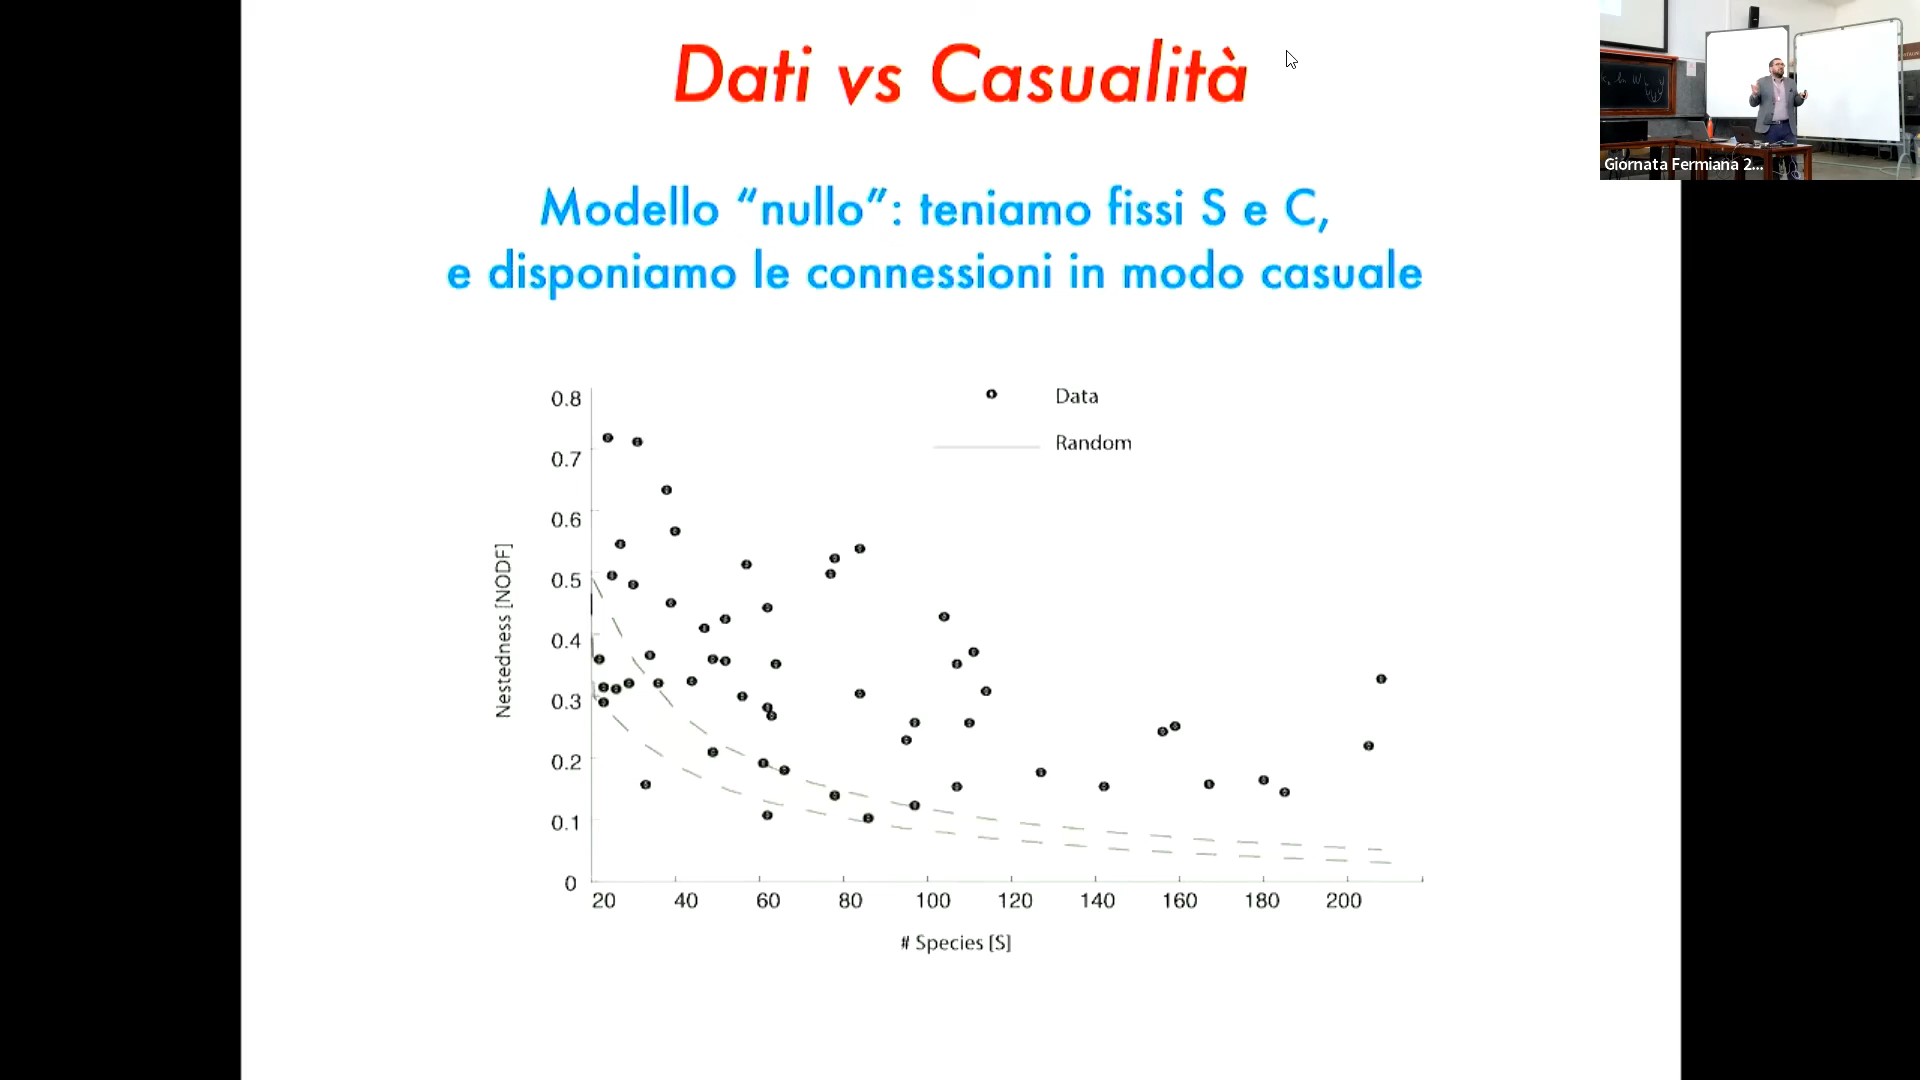 Dati vs Casualità
Modello “nullo”: teniamo fissi S e C,
e disponiamo le connessioni in modo casuale
Data
Random
0.8
0.7
0.6
0.5
0.4
0.3
0.2
0.1
0
Nestedness [NODF]
20 40 60 80 100 120 140 160 180 200
# Species [S]
Giornata Fermiana 2...